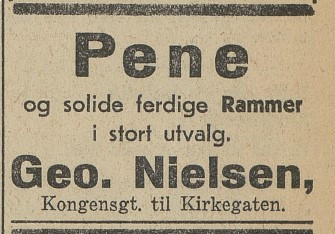 Pene
og solide ferdige Rammer
i stort utvalg.
Geo. Nielsen,
Kongensgt. til Kirkegaten.